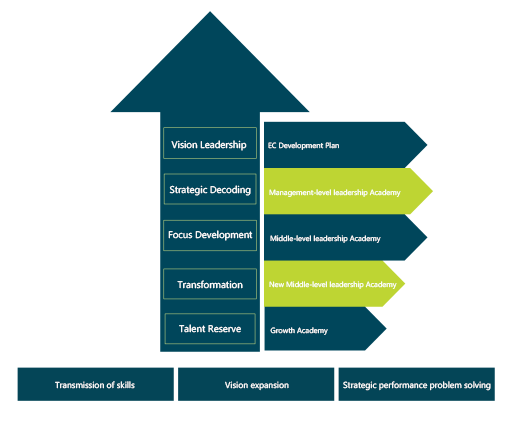 Vision Leadership
EC Development Plan
Strategic Decoding
Management-level leadership Academy
Focus Development
Middle-level leadership Academy
Transformation
New Middle-level leadership Academy
Talent Reserve
Growth Academy
Transmission of skills
Vision expansion
Strategic performance problem solving